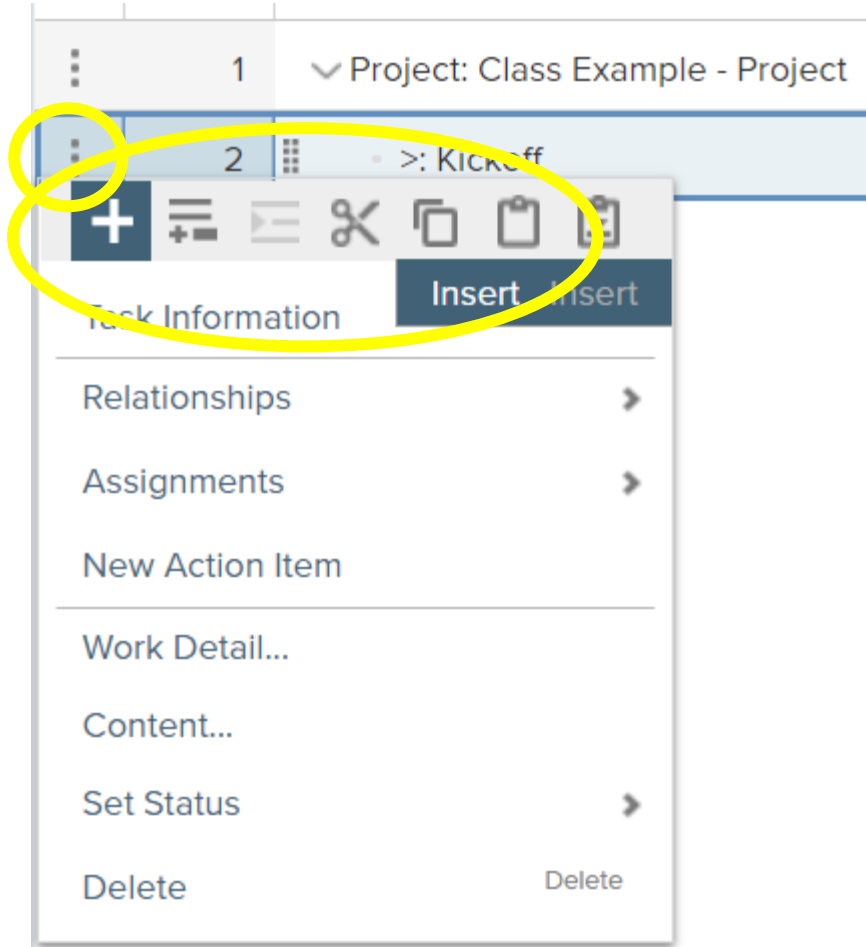 1 Project: Class Example - Project
2 >: Kickoff
Insert Insert
Task Information
Relationships
Assignments
New Action Item
Work Detail...
Content...
Set Status
Delete Delete